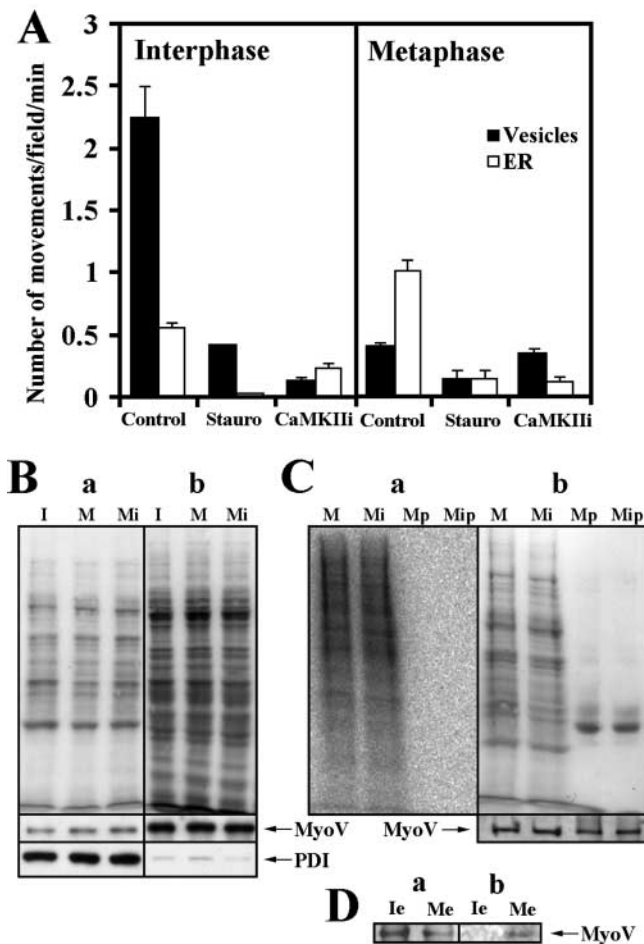 A
Number of movements/field/min
3
2.5
2
1.5
1
0.5
0
Interphase
Metaphase
Vesicles
ER
Control Stauro CaMKIIi Control Stauro CaMKIIi
B
a b
I M Mi I M Mi
MyoV
PDI
C
a b
M Mi Mp Mip M Mi Mp Mip
MyoV
D
a b
Ie Me Ie Me
MyoV